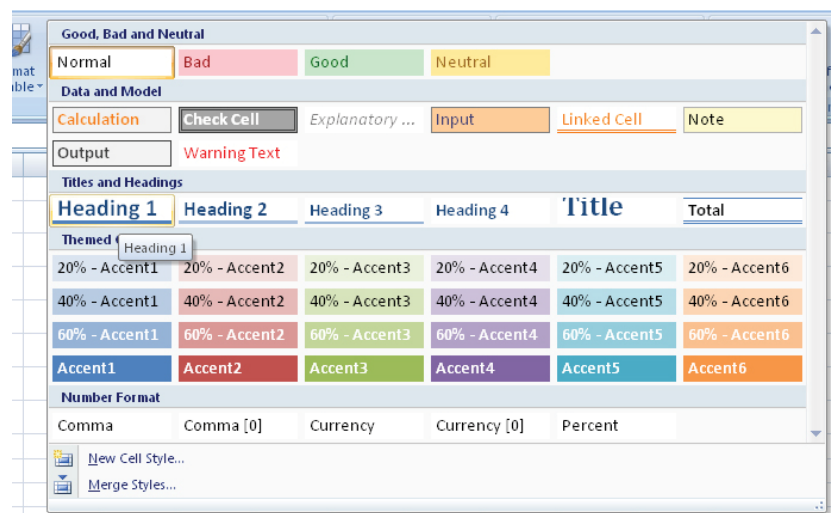 Good, Bad and Neutral
Normal Bad Good Neutral
mat
ble
Data and Model
Calculation Check Cell Explanatory ... Input Linked Cell Note
Output Warning Text
Titles and Headings
Heading 1 Heading 2 Heading 3 Heading 4 Title Total
Themed
Heading 1
20% - Accent1 20% - Accent2 20% - Accent3 20% - Accent4 20% - Accent5 20% - Accent6
40% - Accent1 40% - Accent2 40% - Accent3 40% - Accent4 40% - Accent5 40% - Accent6
60% - Accent1 60% - Accent2 60% - Accent3 60% - Accent4 60% - Accent5 60% - Accent6
Accent1 Accent2 Accent3 Accent4 Accent5 Accent6
Number Format
Comma Comma [0] Currency Currency [0] Percent
New Cell Style...
Merge Styles...